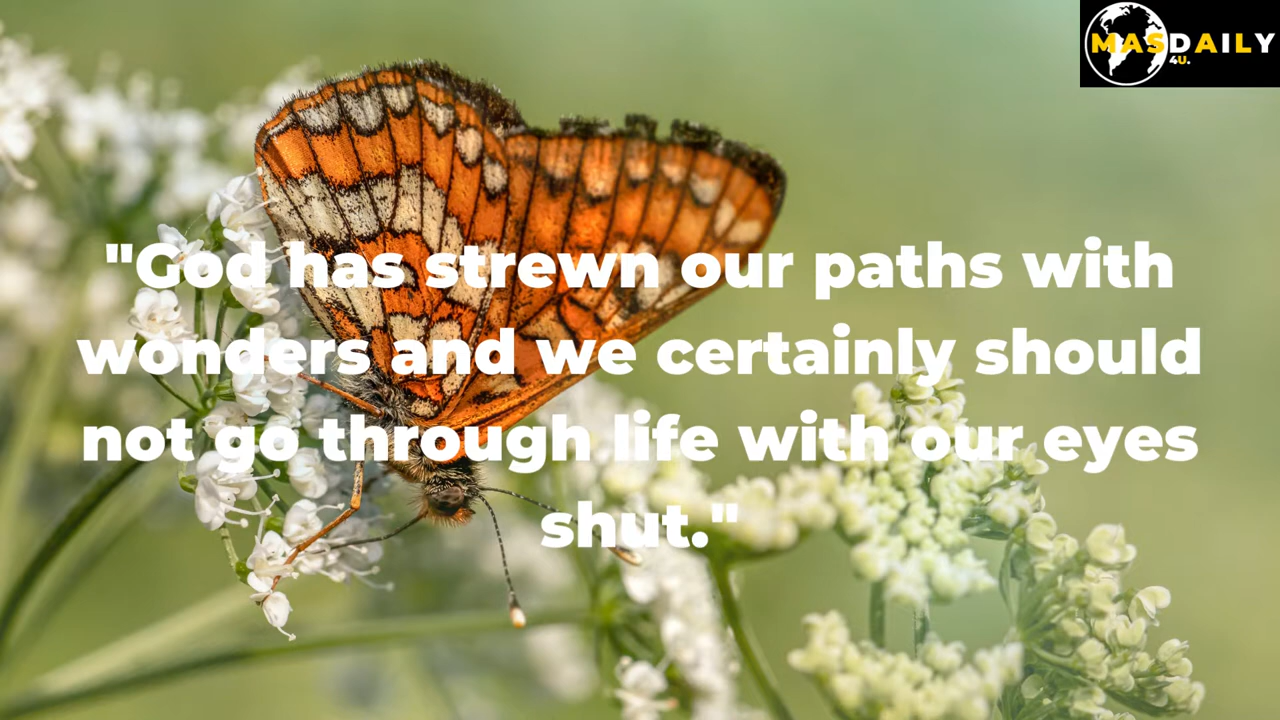 MASDAILY
4U.
"God has strewn our paths with
wonders and we certainly should
not go through life with our eyes
shut."